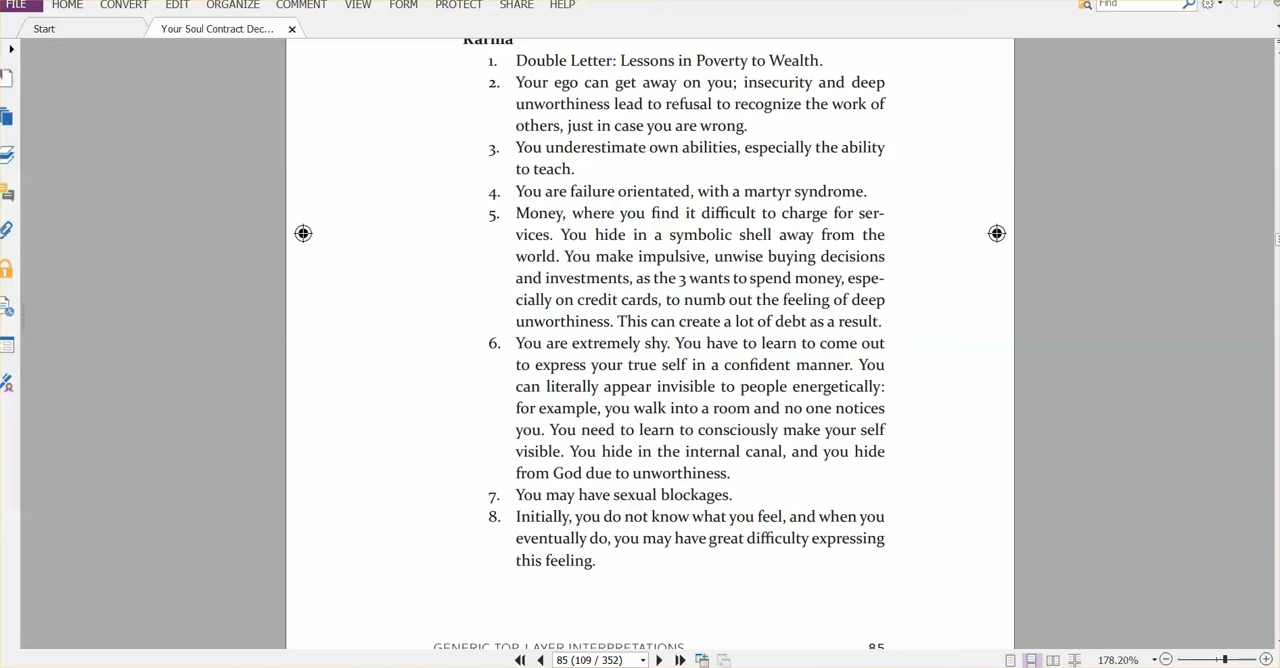 FILE HOME CONVERT EDIT ORGANIZE COMMENT VIEW FORM PROTECT SHARE HELP Find
Start Your Soul Contract Dec...
Karma
1. Double Letter: Lessons in Poverty to Wealth.
2. Your ego can get away on you; insecurity and deep
unworthiness lead to refusal to recognize the work of
others, just in case you are wrong.
3. You underestimate own abilities, especially the ability
to teach.
4. You are failure orientated, with a martyr syndrome.
5. Money, where you find it difficult to charge for ser-
vices. You hide in a symbolic shell away from the
world. You make impulsive, unwise buying decisions
and investments, as the 3 wants to spend money, espe-
cially on credit cards, to numb out the feeling of deep
unworthiness. This can create a lot of debt as a result.
6. You are extremely shy. You have to learn to come out
to express your true self in a confident manner. You
can literally appear invisible to people energetically:
for example, you walk into a room and no one notices
you. You need to learn to consciously make your self
visible. You hide in the internal canal, and you hide
from God due to unworthiness.
7. You may have sexual blockages.
8. Initially, you do not know what you feel, and when you
eventually do, you may have great difficulty expressing
this feeling.
GENERIC TOP LAYER INTERPRETATIONS 85
85 (109 / 352) 178.20%